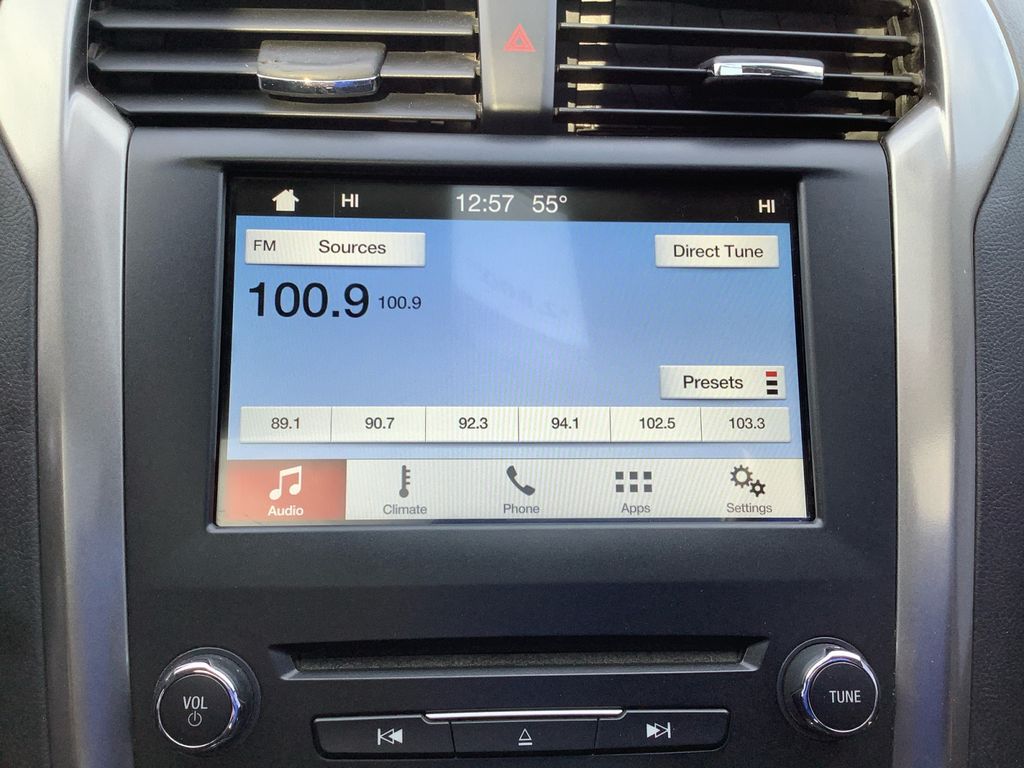 HI 12:57 55° HI
FM Sources Direct Tune
100.9 100.9
Presets
89.1 90.7 92.3 94.1 102.5 103.3
Audio Climate Phone Apps Settings
VOL TUNE